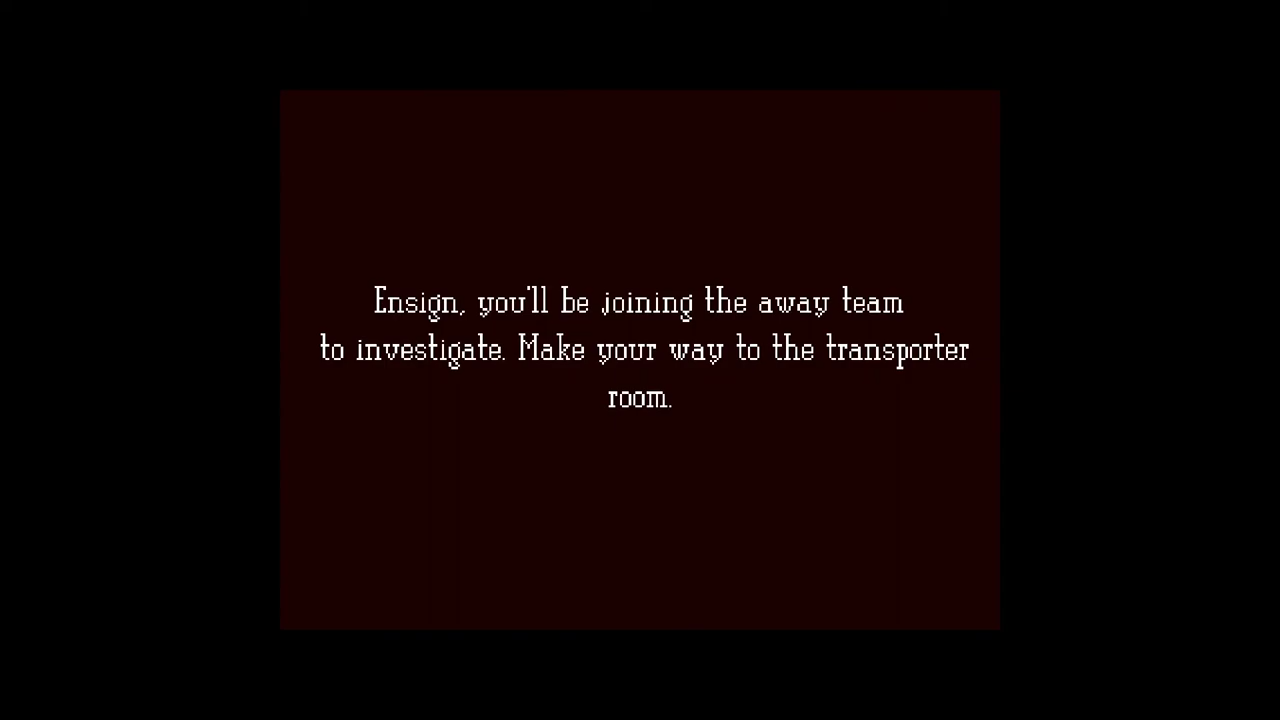 Ensign, you'll be joining the away team
to investigate. Make your way to the transporter
room.